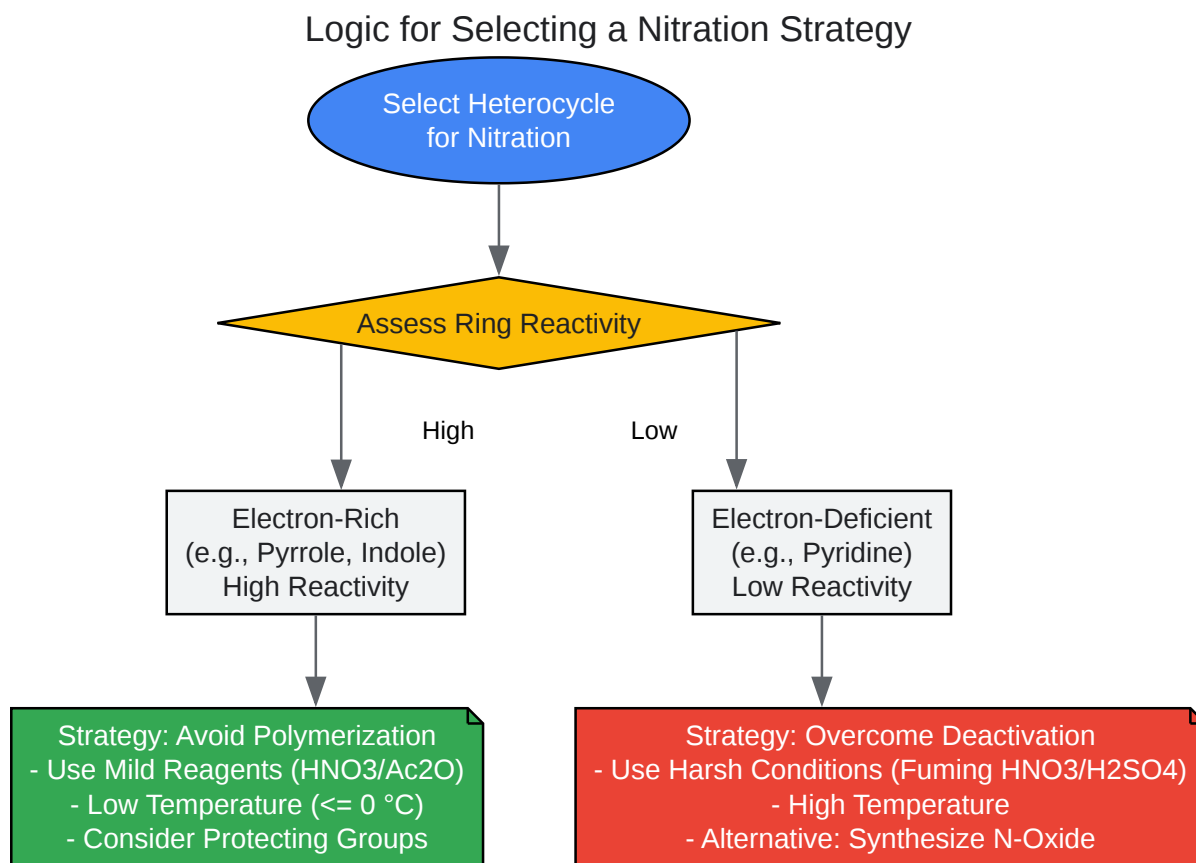 Logic for Selecting a Nitration Strategy
Select Heterocycle
for Nitration
Assess Ring Reactivity
High
Low
Electron-Rich
(e.g., Pyrrole, Indole)
High Reactivity
Electron-Deficient
(e.g., Pyridine)
Low Reactivity
Strategy: Avoid Polymerization
- Use Mild Reagents (HNO3/Ac2O)
- Low Temperature (<= 0 °C)
- Consider Protecting Groups
Strategy: Overcome Deactivation
- Use Harsh Conditions (Fuming HNO3/H2SO4)
- High Temperature
- Alternative: Synthesize N-Oxide